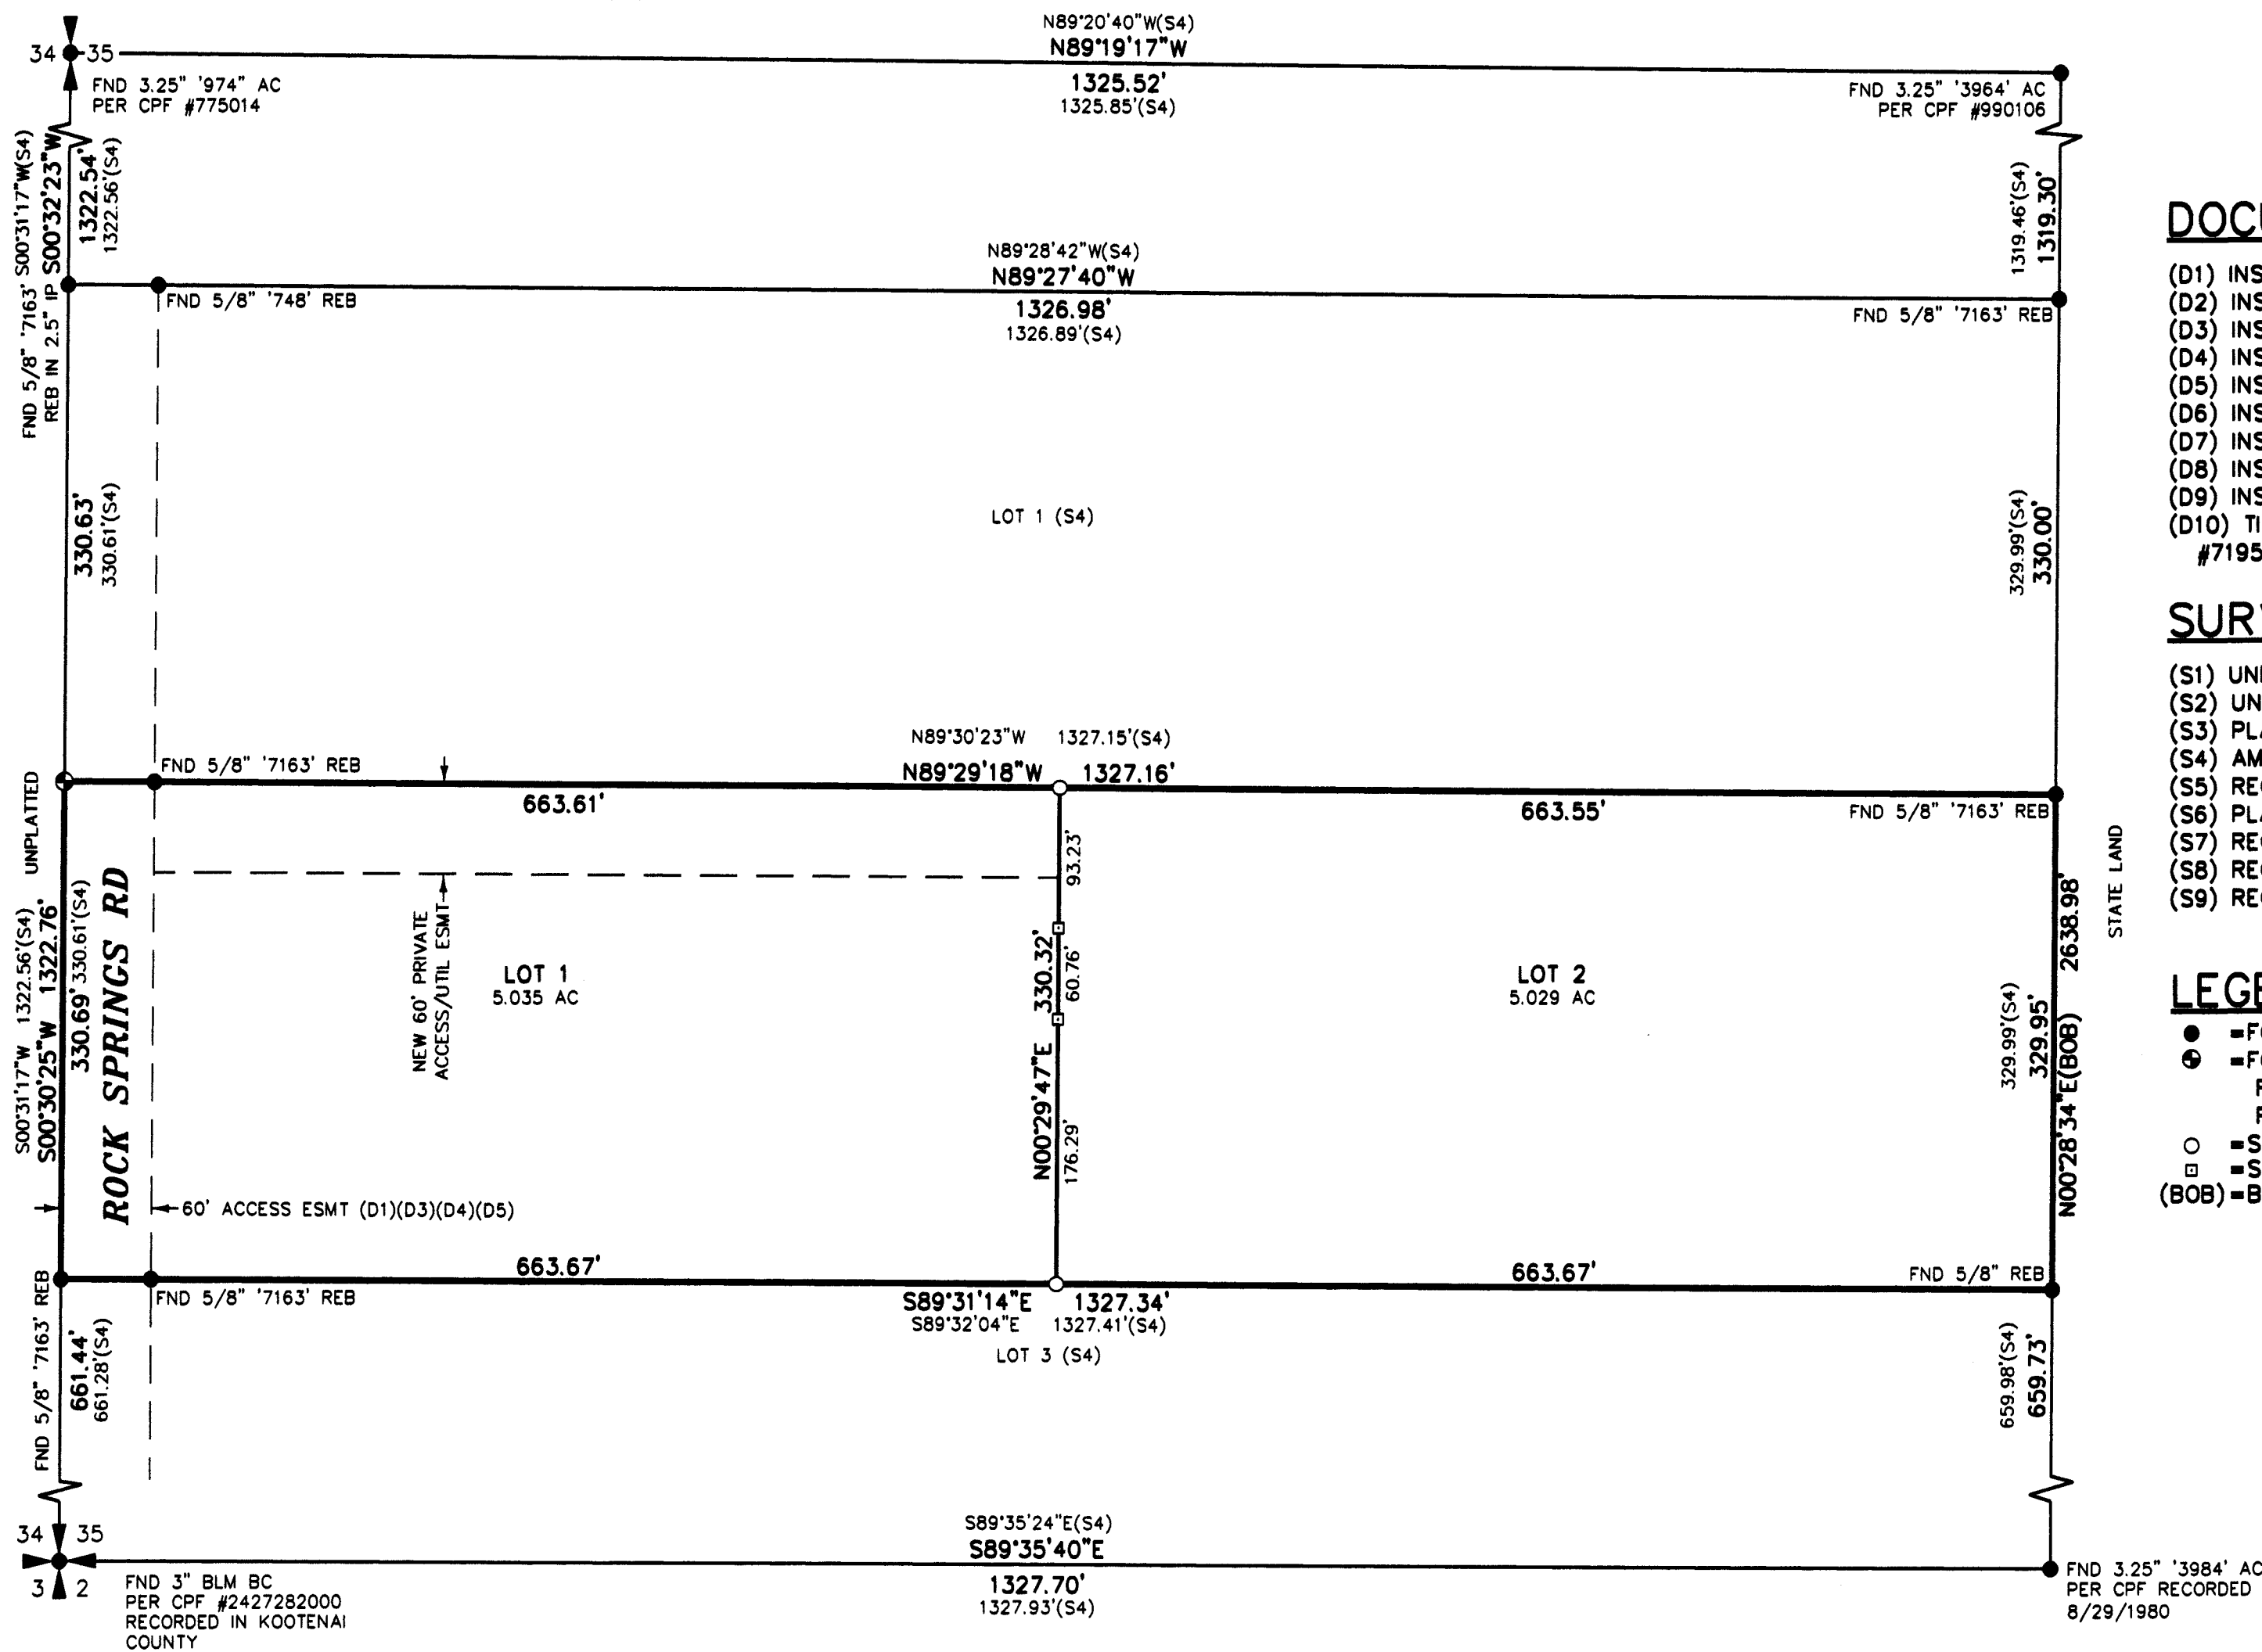 N89°20'40"W(S4)
N89°19'17"W
1325.52'
1325.85'(S4)
34
35
FND 3.25" '974" AC
PER CPF #775014
FND 3.25" '3964' AC
PER CPF #990106
S00°31'17"W(S4)
S00°32'23"W
1322.54'
1322.56'(S4)
1319.46'(S4)
1319.30'
N89°28'42"W(S4)
N89°27'40"W
1326.98'
1326.89'(S4)
FND 5/8" '7163'
REB IN 2.5" IP
FND 5/8" '748' REB
FND 5/8" '7163' REB
330.63'
330.61'(S4)
LOT 1 (S4)
329.99'(S4)
330.00'
N89°30'23"W 1327.15'(S4)
N89°29'18"W 1327.16'
FND 5/8" '7163' REB
663.61'
663.55'
FND 5/8" '7163' REB
UNPLATTED
S00°31'17"W 1322.56'(S4)
S00°30'25"W 1322.76'
330.69' 330.61'(S4)
ROCK SPRINGS RD
NEW 60' PRIVATE
ACCESS/UTIL ESMT
LOT 1
5.035 AC
93.23'
N00°29'47"E 330.32'
60.76'
176.29'
LOT 2
5.029 AC
329.99'(S4)
329.95'
N00°28'34"E(BOB) 2638.98'
STATE LAND
60' ACCESS ESMT (D1)(D3)(D4)(D5)
663.67'
663.67'
FND 5/8" REB
FND 5/8" '7163' REB
FND 5/8" '7163' REB
S89°31'14"E 1327.34'
S89°32'04"E 1327.41'(S4)
LOT 3 (S4)
661.44'
661.28'(S4)
659.98'(S4)
659.73'
S89°35'24"E(S4)
S89°35'40"E
1327.70'
1327.93'(S4)
34
35
3
2
FND 3" BLM BC
PER CPF #2427282000
RECORDED IN KOOTENAI
COUNTY
FND 3.25" '3984' AC
PER CPF RECORDED
8/29/1980
DOCU
(D1) INS
(D2) INS
(D3) INS
(D4) INS
(D5) INS
(D6) INS
(D7) INS
(D8) INS
(D9) INS
(D10) TI
#7195
SURV
(S1) UNI
(S2) UN
(S3) PLA
(S4) AM
(S5) REC
(S6) PLA
(S7) REC
(S8) REC
(S9) REC
LEGE
=FO
=FO
F
F
=S
=S
(BOB)=B